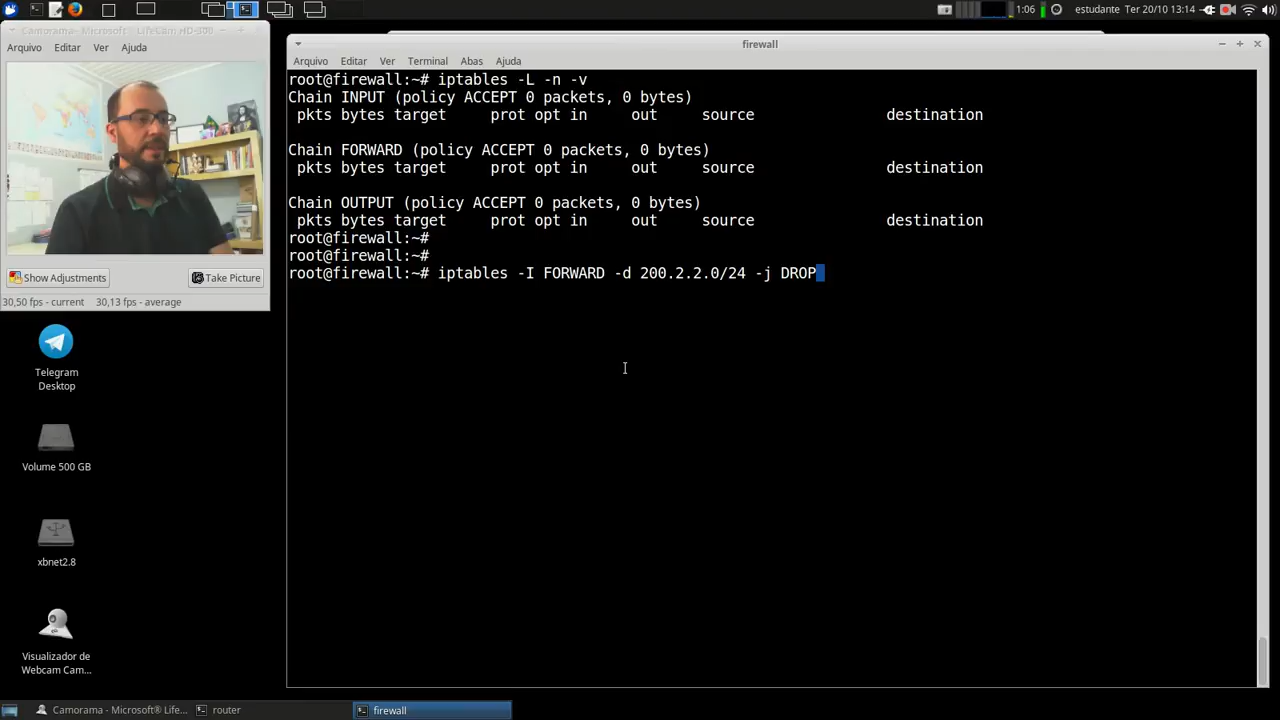 1:06
estudante
Ter 20/10 13:14
Camorama- Microsoft® LifeCam HD-300
Arquivo Editar Ver Ajuda
Show Adjustments
Take Picture
30,50 fps - current 30,13 fps - average
Telegram
Desktop
Volume 500 GB
xbnet2.8
Visualizador de
Webcam Cam...
firewall
Arquivo Editar Ver Terminal Abas Ajuda
root@firewall:~# iptables -L -n -v
Chain INPUT (policy ACCEPT 0 packets, 0 bytes)
pkts bytes target prot opt in out source destination
Chain FORWARD (policy ACCEPT 0 packets, 0 bytes)
pkts bytes target prot opt in out source destination
Chain OUTPUT (policy ACCEPT 0 packets, 0 bytes)
pkts bytes target prot opt in out source destination
root@firewall:~#
root@firewall:~#
root@firewall:~# iptables -I FORWARD -d 200.2.2.0/24 -j DROP
Camorama - Microsoft® Life...
router
firewall